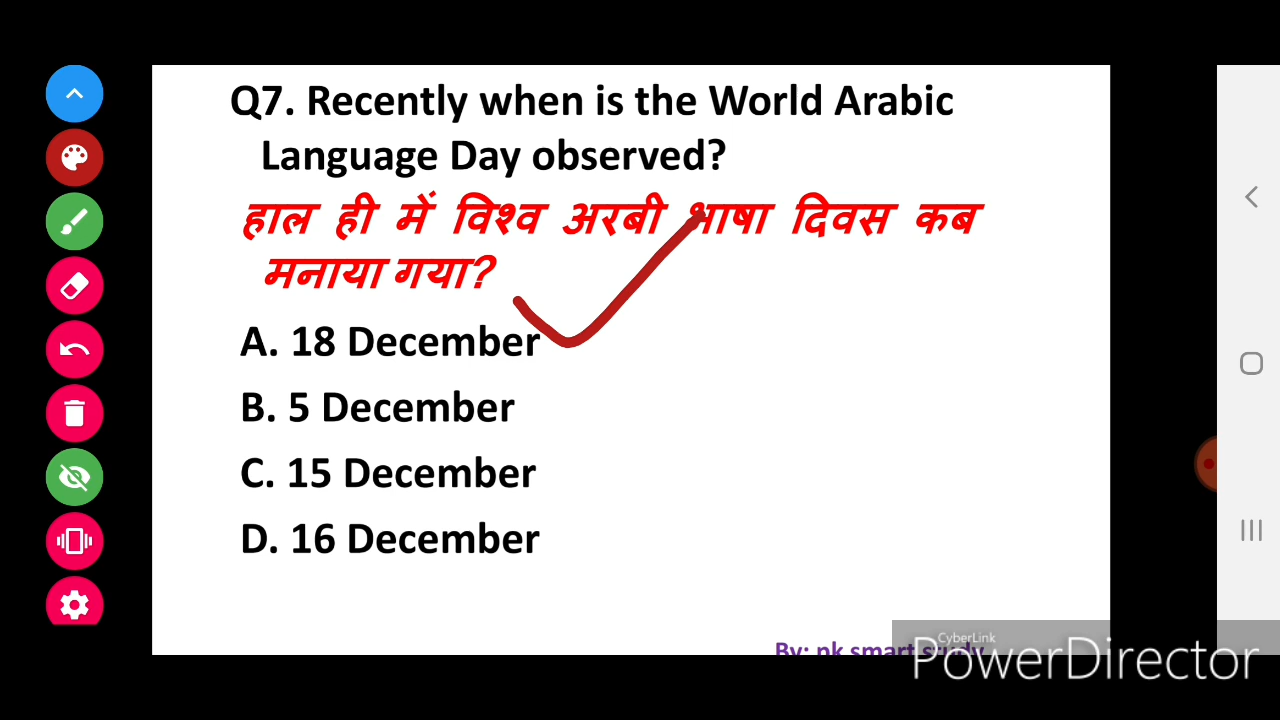 Q7. Recently when is the World Arabic
Language Day observed?
हाल ही में विश्व अरबी भाषा दिवस कब
मनाया गया?
A. 18 December
B. 5 December
C. 15 December
D. 16 December
By: pk smart study
CyberLink
PowerDirector